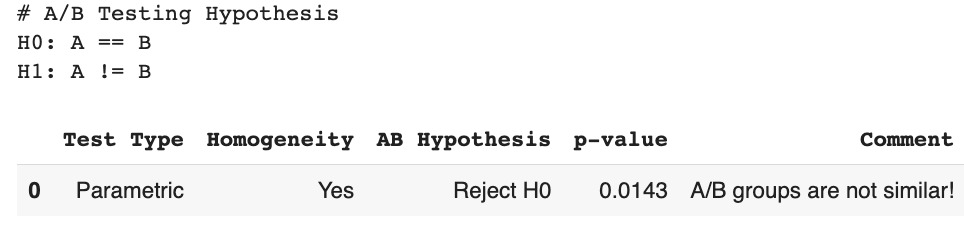 # A/B Testing Hypothesis
H0: A == B
H1: A != B
Test Type Homogeneity AB Hypothesis p-value Comment
0 Parametric Yes Reject H0 0.0143 A/B groups are not similar!